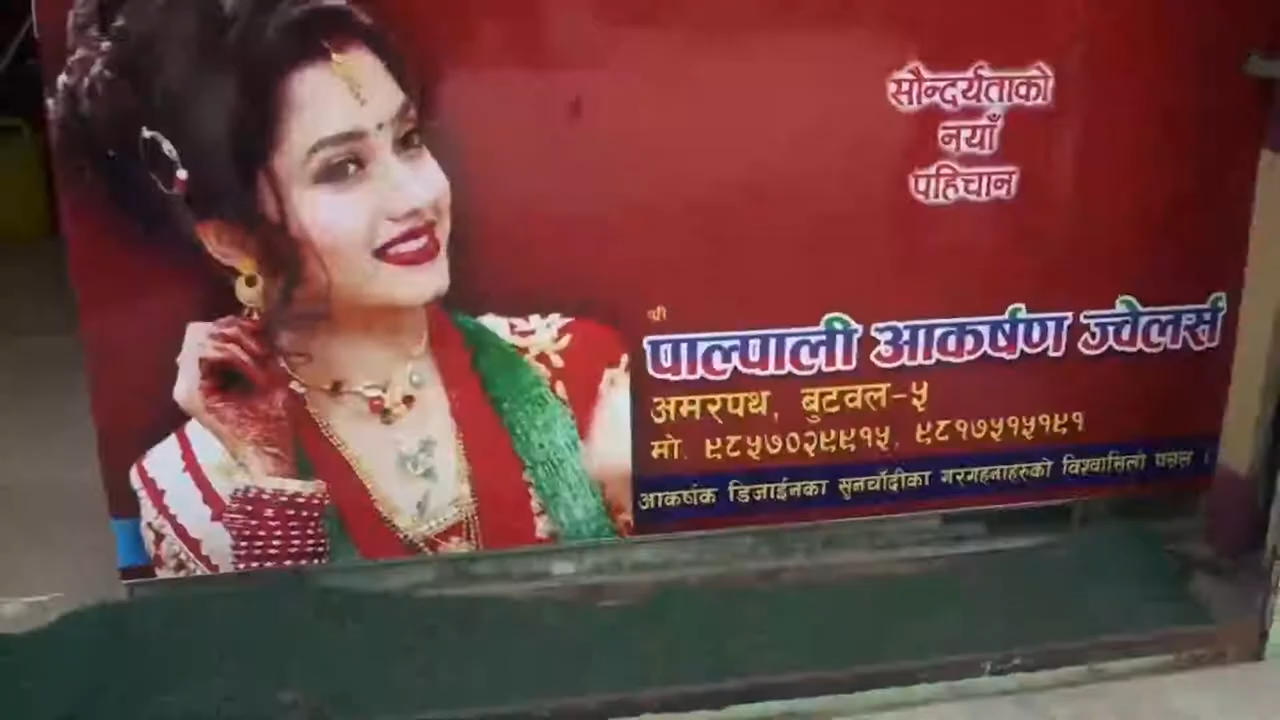 सौन्दर्यताको
नयाँ
पहिचान
श्री
पाल्पाली आकर्षण ज्वेलर्स
अमरपथ, बुटवल-५
मो. ९८५७०२९९१५, ९८१७५१५१९१
आकर्षक डिजाईनका सुनचाँदीका गरगहनाहरुको विश्वासिलो पसल ।